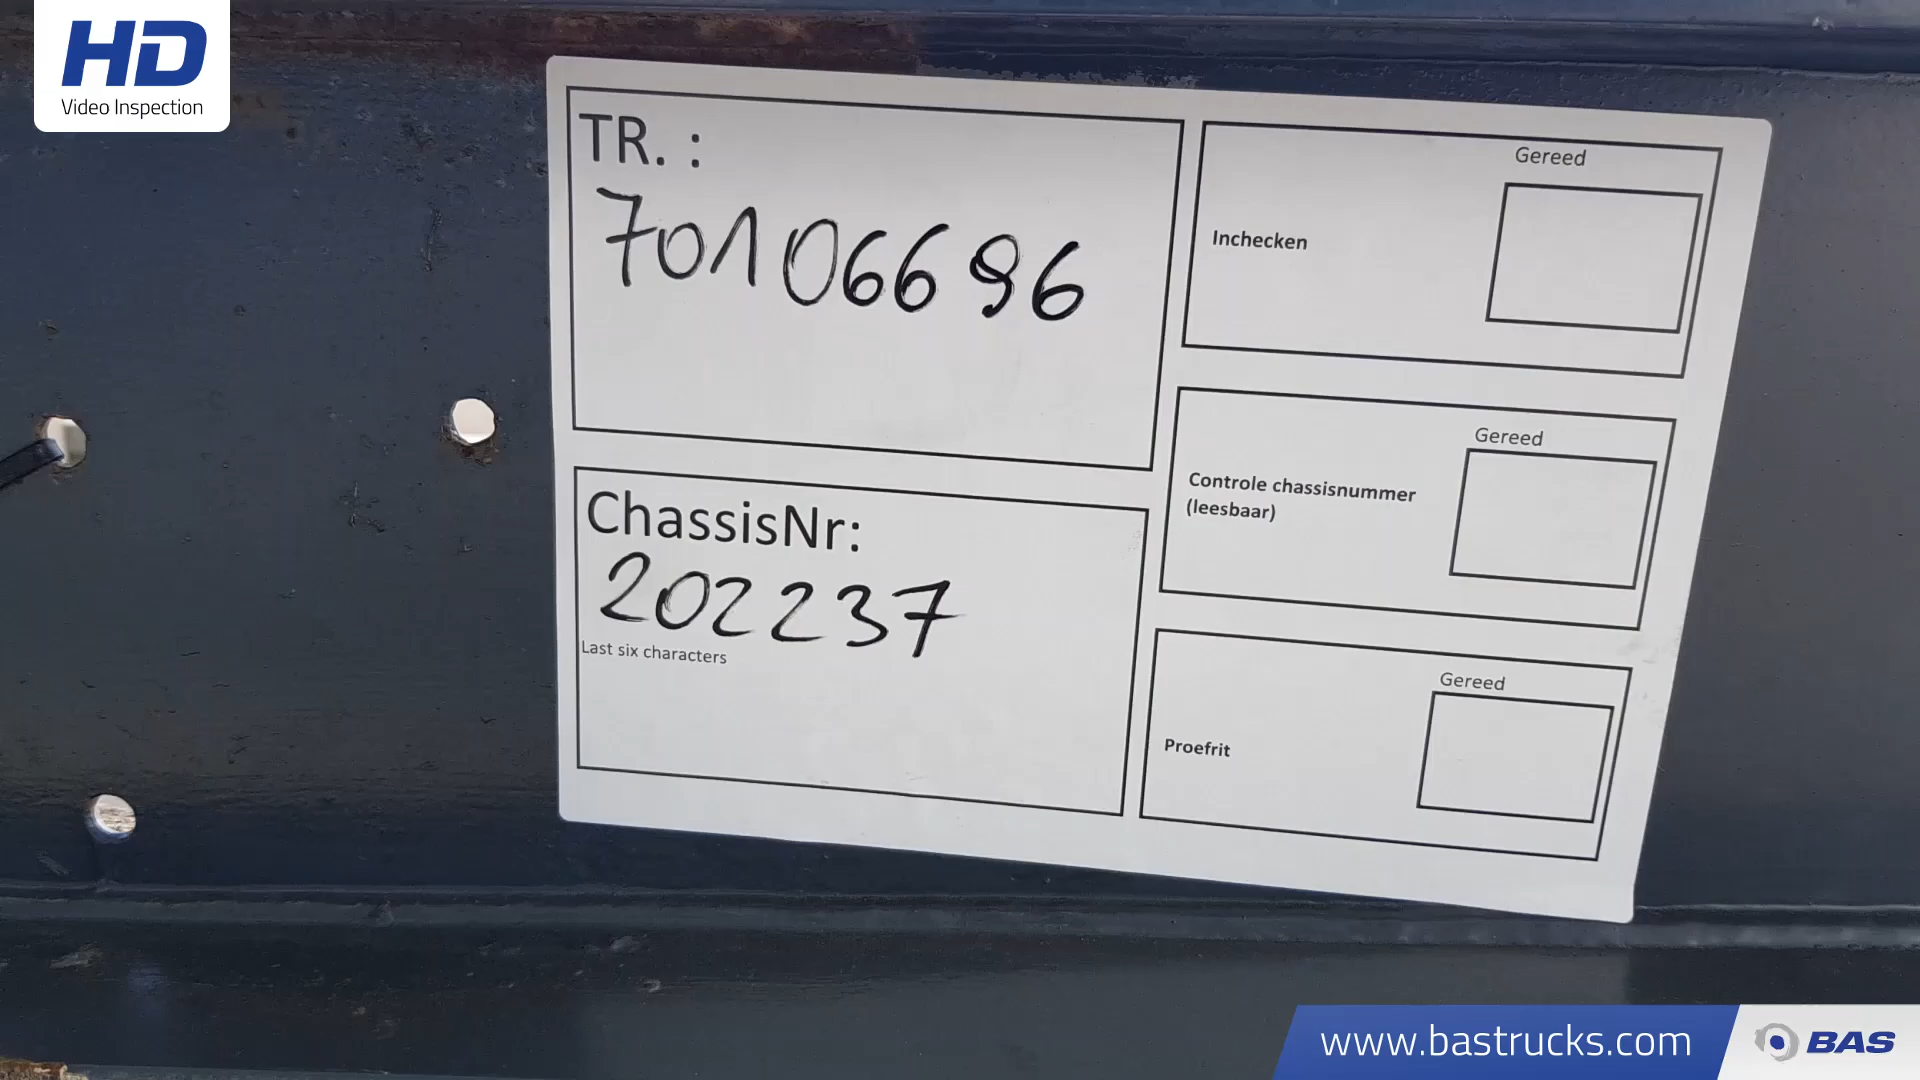 HD
Video Inspection
TR. :
70106696
ChassisNr:
202237
Last six characters
Gereed
Inchecken
Gereed
Controle chassisnummer
(leesbaar)
Gereed
Proefrit
www.bastrucks.com
BAS